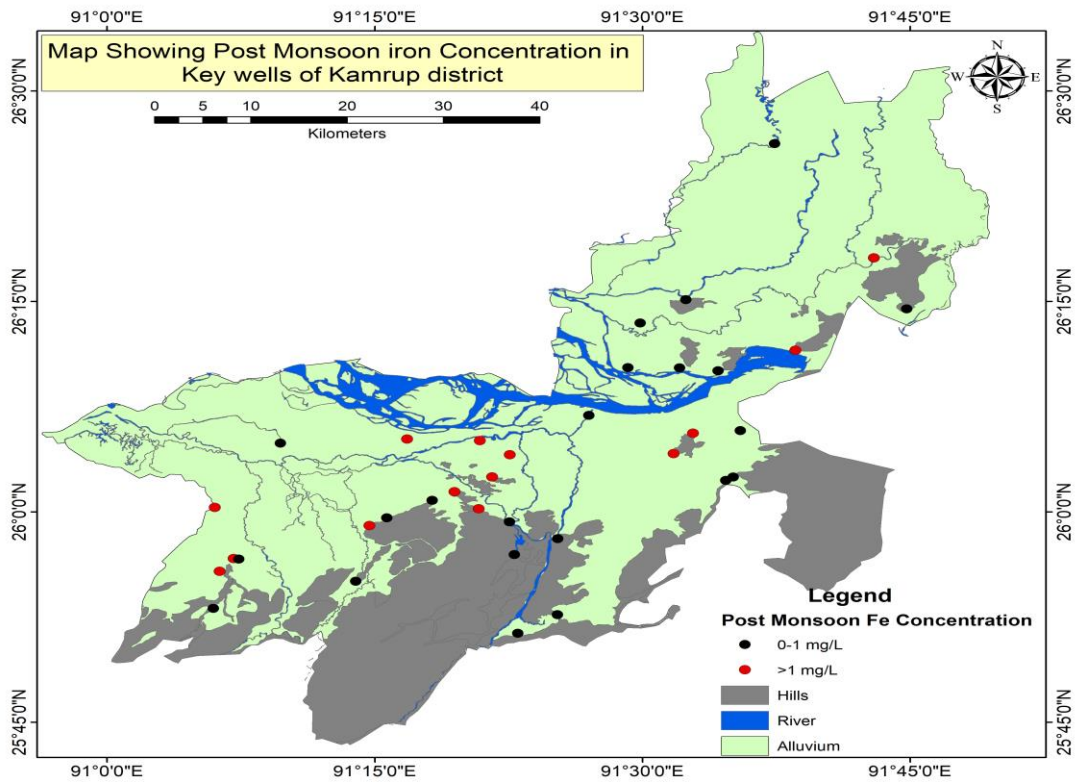 91°0'0"E 91°15'0"E 91°30'0"E 91°45'0"E
Map Showing Post Monsoon iron Concentration in
Key wells of Kamrup district
0 5 10 20 30 40
Kilometers
N
W E
S
26°30'0"N 26°30'0"N
26°15'0"N 26°15'0"N
26°0'0"N 26°0'0"N
25°45'0"N 25°45'0"N
Legend
Post Monsoon Fe Concentration
0-1 mg/L
>1 mg/L
Hills
River
Alluvium
91°0'0"E 91°15'0"E 91°30'0"E 91°45'0"E